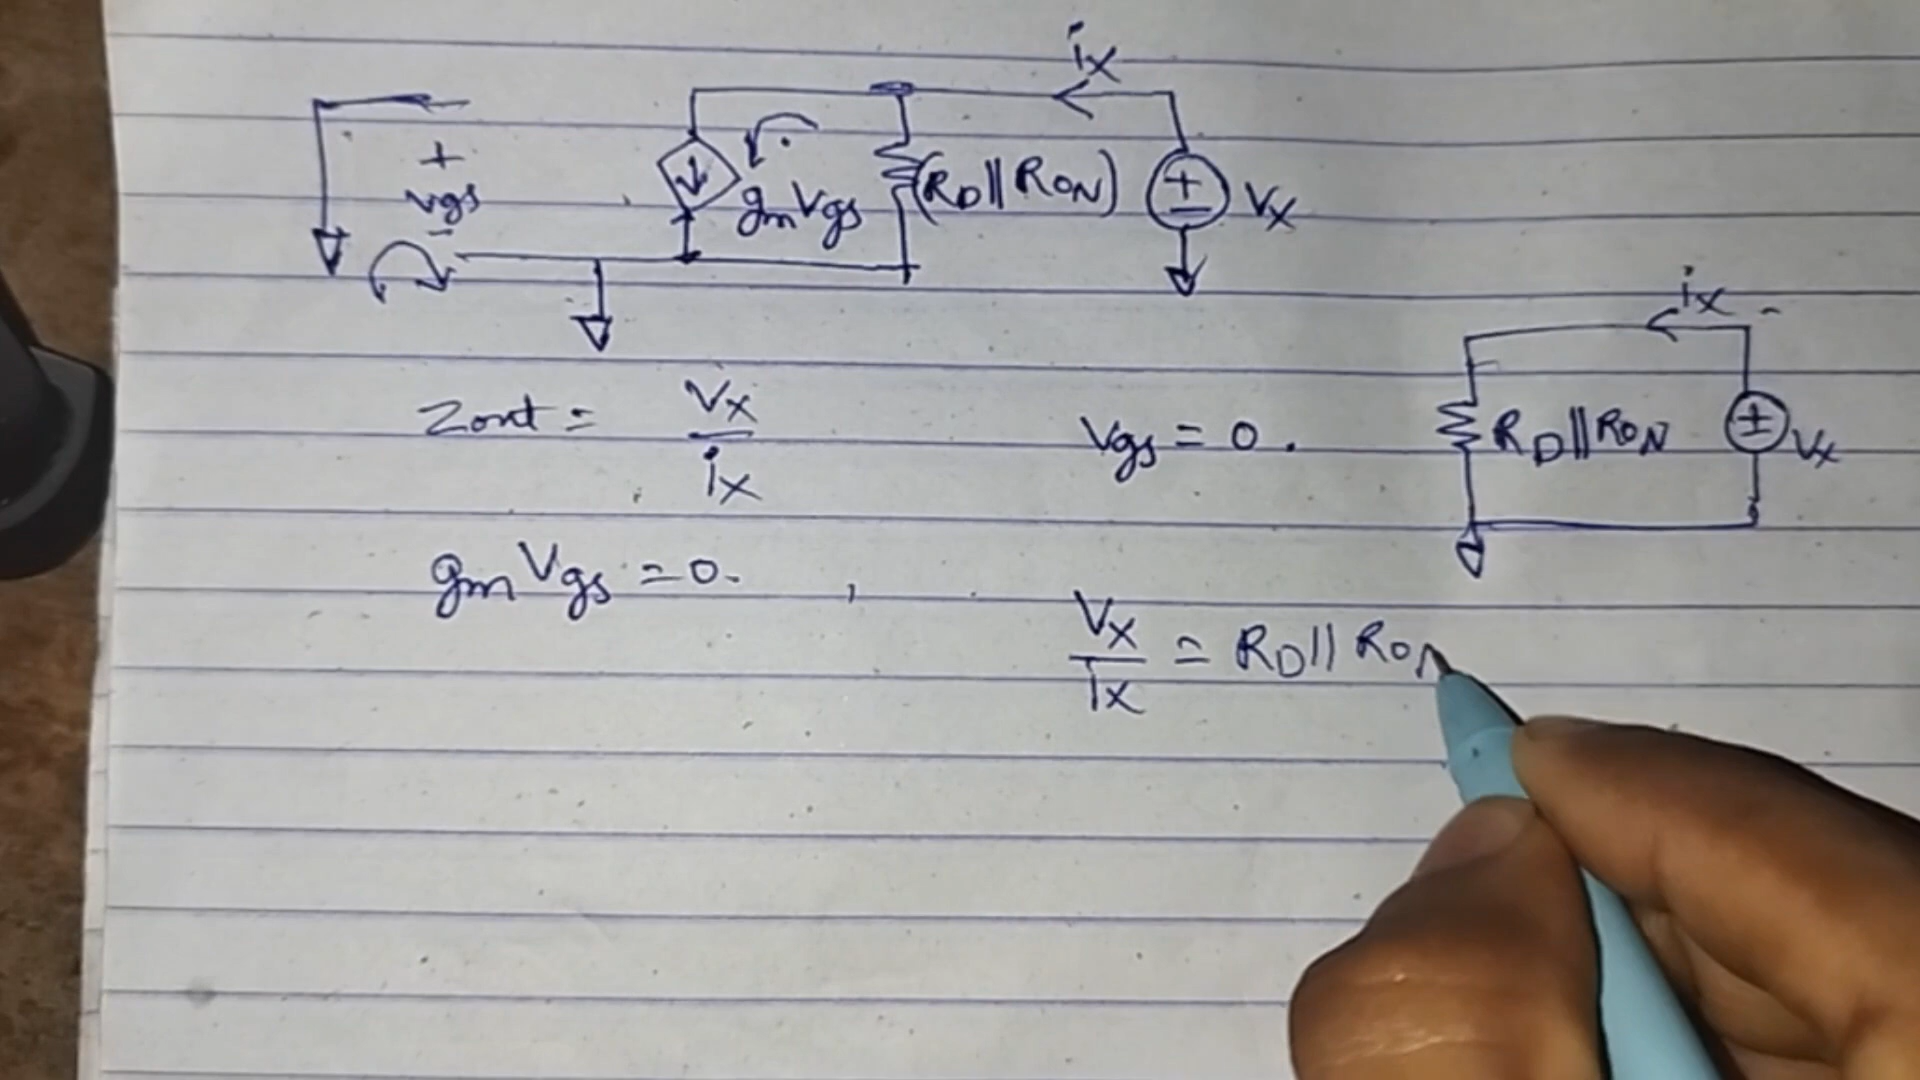 ix
+
vgs
-
gmVgs
(RD||RON)
+
-
Vx
ix
Zout = Vx/ix
Vgs = 0.
RD||RON
±
Vx
gmVgs = 0. ,
Vx/ix = RD||RON